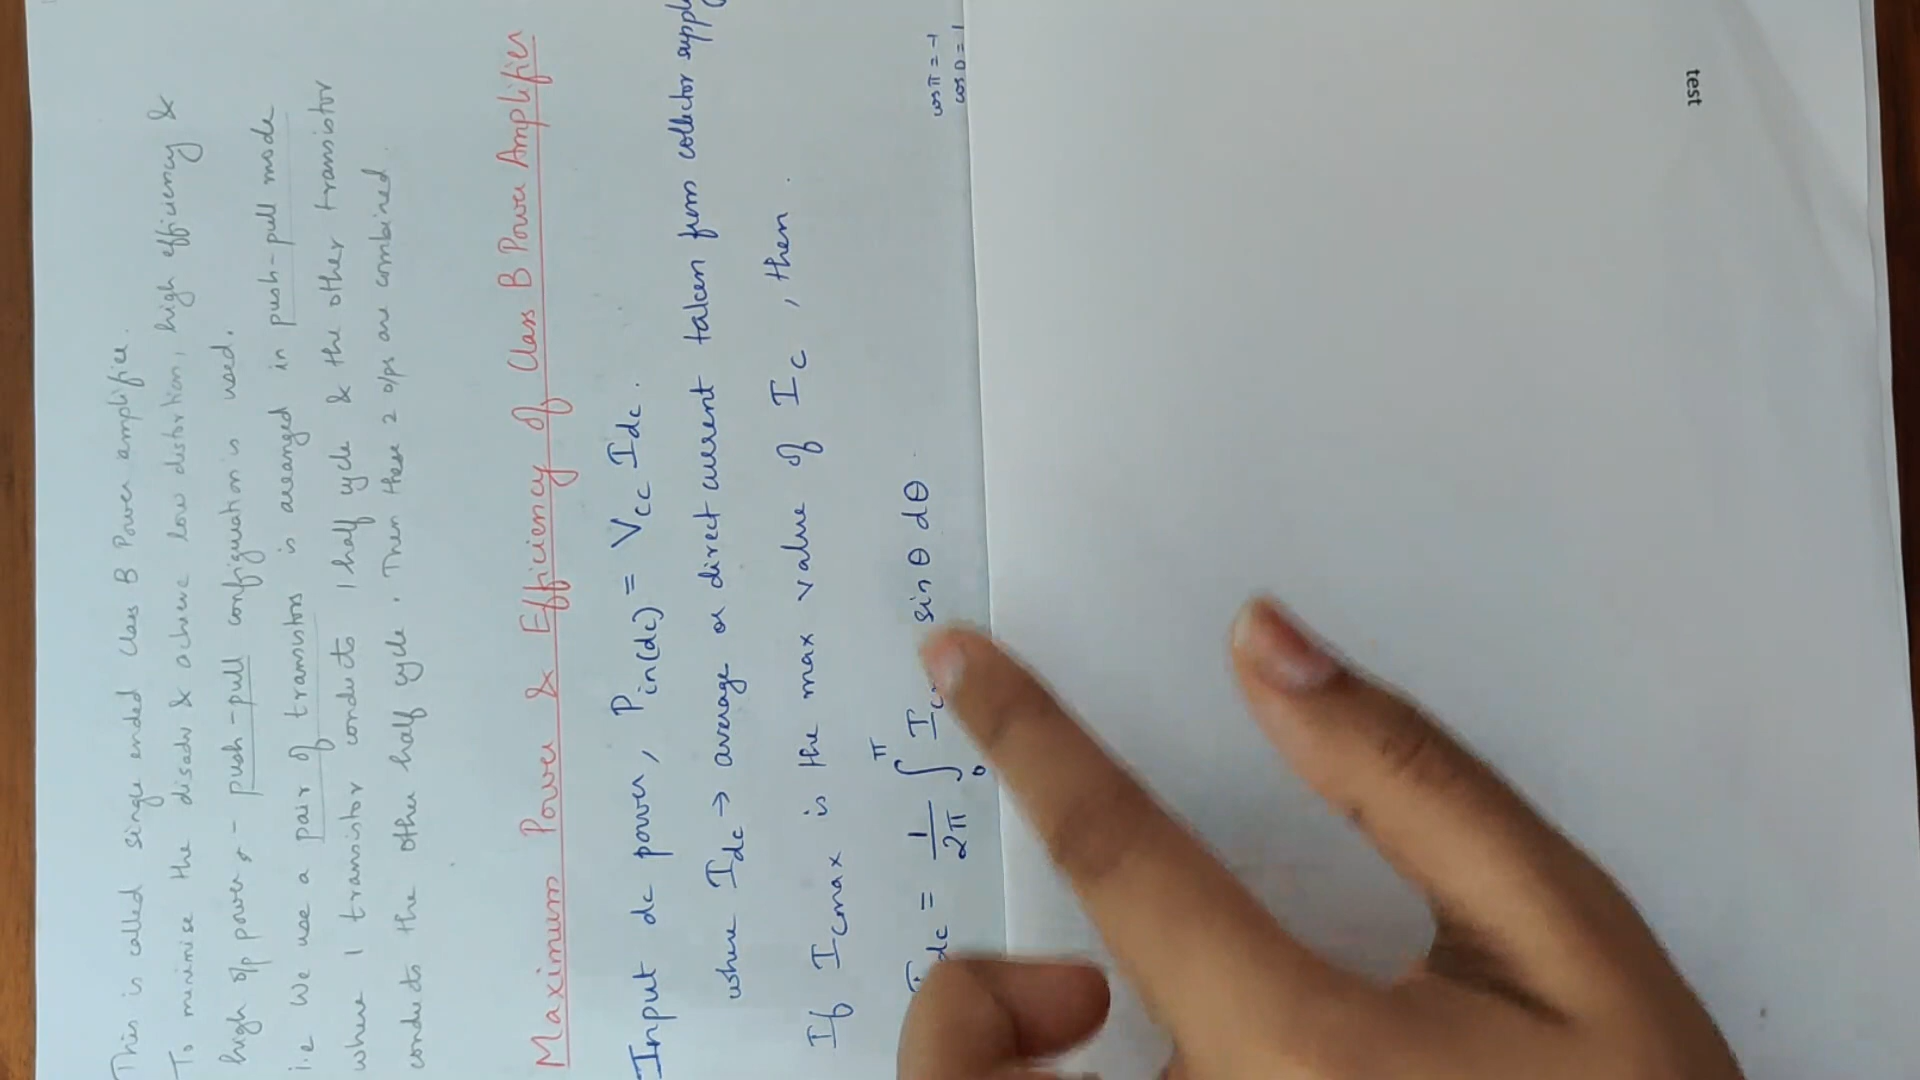 This is called single ended class B Power amplifier.
To minimise the disadv & acheive low distortion, high efficiency &
high o/p power, - push-pull configuration is used.
i.e We use a pair of transistors is arranged in push-pull mode
where 1 transistor conducts 1 half cycle & the other transistor
conducts the other half cycle. Then these 2 o/ps are combined
Maximum Power & Efficiency of Class B Power Amplifier
Input dc power, Pin(dc) = Vcc Idc.
where Idc → average or direct current taken from collector supply
If Icmax is the max value of Ic, then.
cos π = -1
cos 0 = 1
dc = 1/2π ∫₀^π Ic sin θ dθ
test